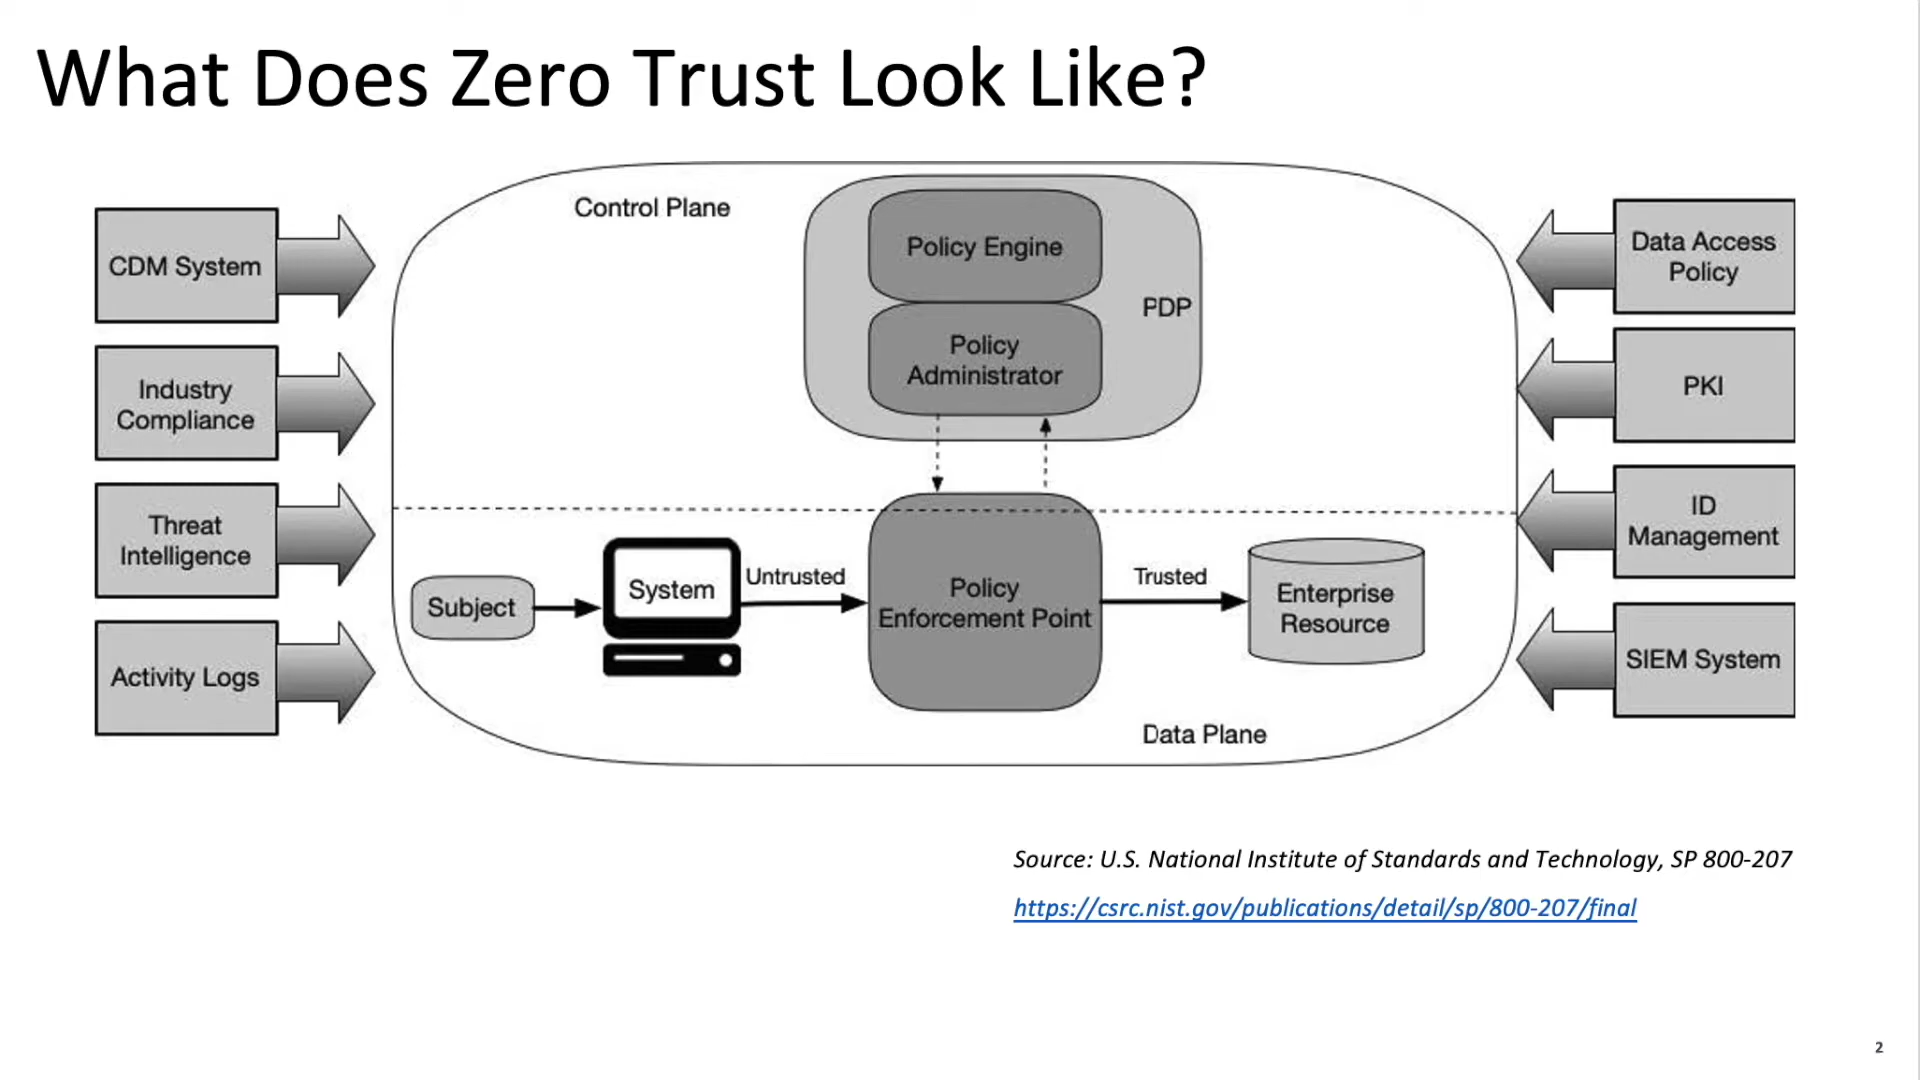 What Does Zero Trust Look Like?
Control Plane
Policy Engine
PDP
Policy
Administrator
CDM System
Industry
Compliance
Threat
Intelligence
Activity Logs
Data Access
Policy
PKI
ID
Management
SIEM System
Subject
System
Untrusted
Policy
Enforcement Point
Trusted
Enterprise
Resource
Data Plane
Source: U.S. National Institute of Standards and Technology, SP 800-207
https://csrc.nist.gov/publications/detail/sp/800-207/final
2